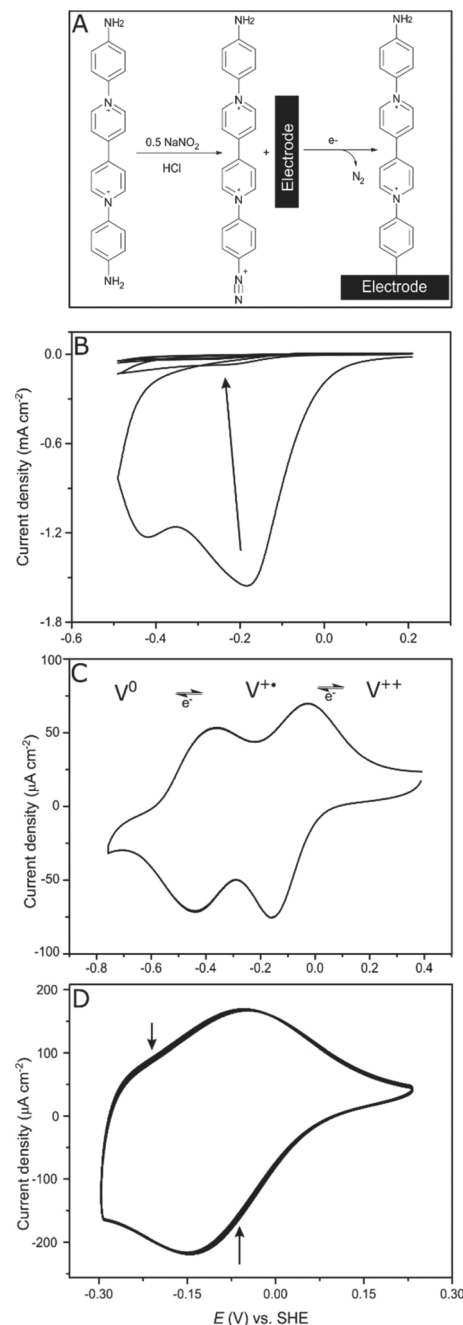 A
NH₂
NH₂
N⁺
N⁺
N⁺
0.5 NaNO₂
HCl
+
Electrode
e-
N₂
N⁺
N⁺
N⁺
NH₂
N⁺
N
Electrode
B
0.0
-0.6
-1.2
-1.8
Current density (mA cm⁻²)
-0.6 -0.4 -0.2 0.0 0.2
C
V⁰ ⇌ V⁺• ⇌ V⁺⁺
e⁻ e⁻
100
50
0
-50
-100
Current density (µA cm⁻²)
-0.8 -0.6 -0.4 -0.2 0.0 0.2 0.4
D
200
100
0
-100
-200
Current density (µA cm⁻²)
-0.30 -0.15 0.00 0.15 0.30
E (V) vs. SHE